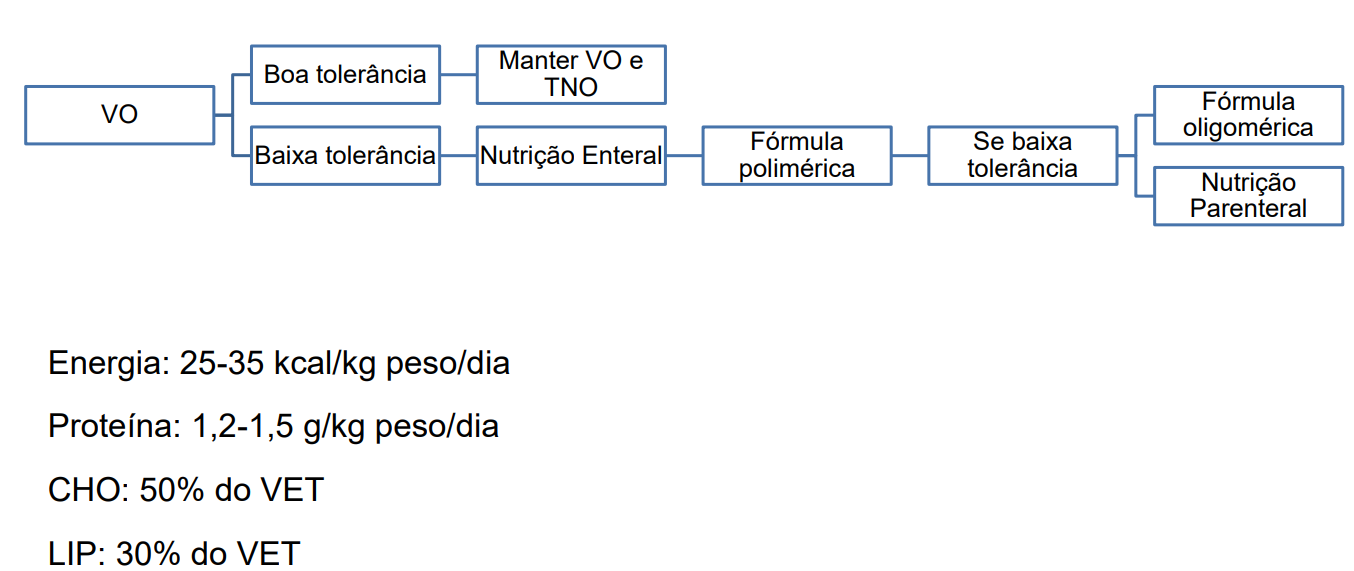 VO
Boa tolerância
Manter VO e
TNO
Baixa tolerância
Nutrição Enteral
Fórmula
polimérica
Se baixa
tolerância
Fórmula
oligomérica
Nutrição
Parenteral
Energia: 25-35 kcal/kg peso/dia
Proteína: 1,2-1,5 g/kg peso/dia
CHO: 50% do VET
LIP: 30% do VET